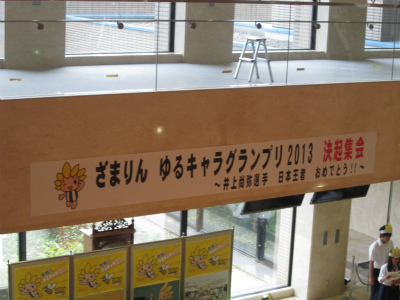 ざまりん ゆるキャラグランプリ2013 決起集会
～井上尚弥選手 日本王者 おめでとう!!～